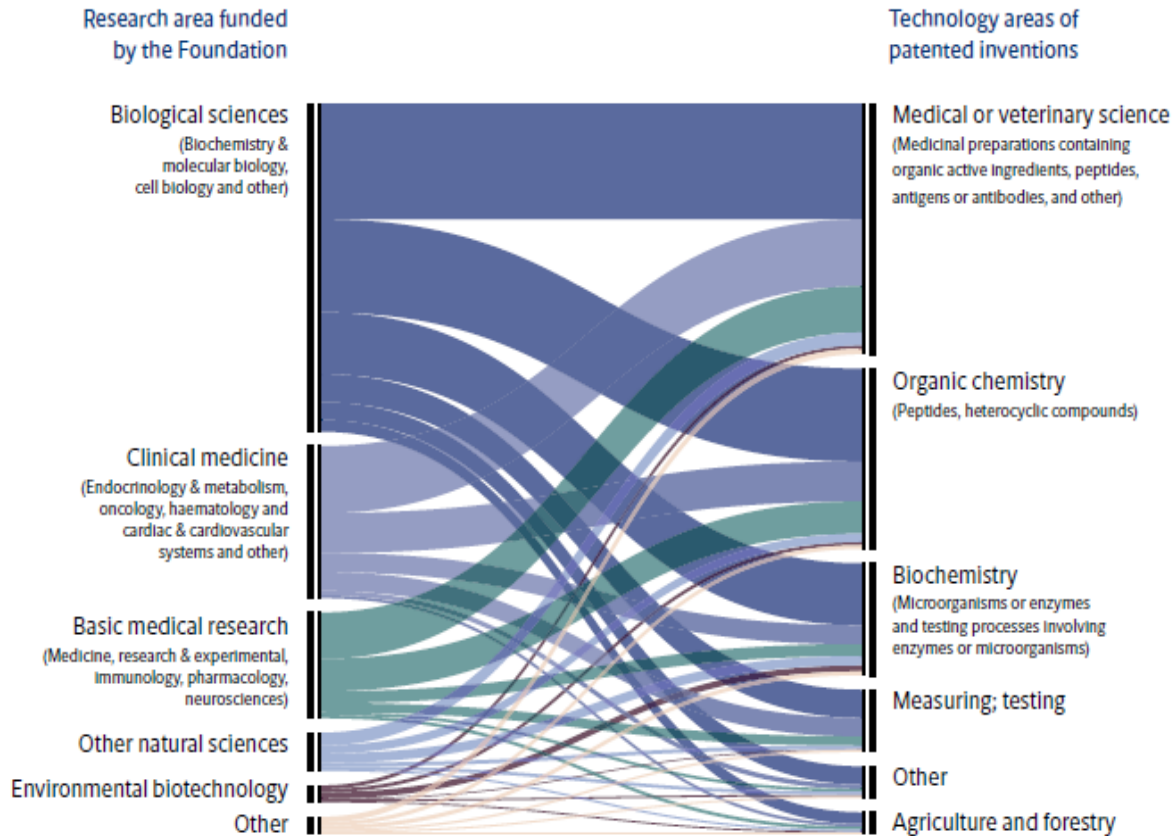 Research area funded
by the Foundation
Technology areas of
patented inventions
Biological sciences
(Biochemistry &
molecular biology,
cell biology and other)
Clinical medicine
(Endocrinology & metabolism,
oncology, haematology and
cardiac & cardiovascular
systems and other)
Basic medical research
(Medicine, research & experimental,
immunology, pharmacology,
neurosciences)
Other natural sciences
Environmental biotechnology
Other
Medical or veterinary science
(Medicinal preparations containing
organic active ingredients, peptides,
antigens or antibodies, and other)
Organic chemistry
(Peptides, heterocyclic compounds)
Biochemistry
(Microorganisms or enzymes
and testing processes involving
enzymes or microorganisms)
Measuring; testing
Other
Agriculture and forestry